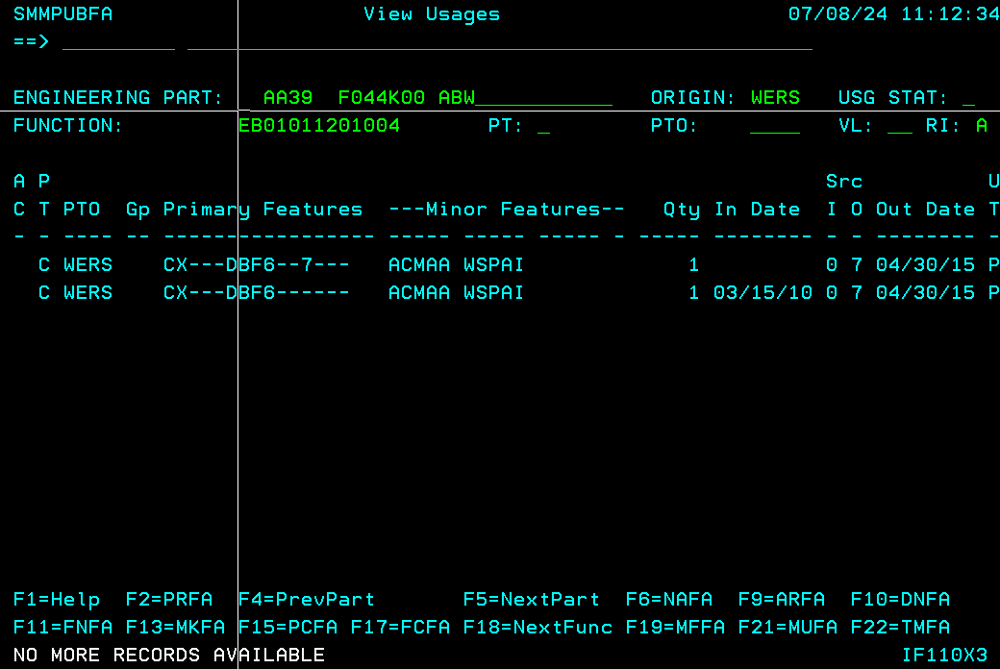 SMMPUBFA                    View Usages                       07/08/24 11:12:34
==> _________ __________________________________________________
ENGINEERING PART: _ AA39  F044K00 ABW___________   ORIGIN: WERS   USG STAT: _
FUNCTION:         EB01011201004       PT: _        PTO:    ____   VL: __ RI: A
A P                                                              Src          U
C T PTO  Gp Primary Features  ---Minor Features--   Qty In Date  I O Out Date T
- - ---- -- ----------------- ----- ----- ----- - ----- -------- - - -------- -
  C WERS    CX---DBF6--7---   ACMAA WSPAI             1          0 7 04/30/15 P
  C WERS    CX---DBF6------   ACMAA WSPAI             1 03/15/10 0 7 04/30/15 P
F1=Help  F2=PRFA  F4=PrevPart       F5=NextPart  F6=NAFA  F9=ARFA  F10=DNFA
F11=FNFA F13=MKFA F15=PCFA F17=FCFA F18=NextFunc F19=MFFA F21=MUFA F22=TMFA
NO MORE RECORDS AVAILABLE                                              IF110X3